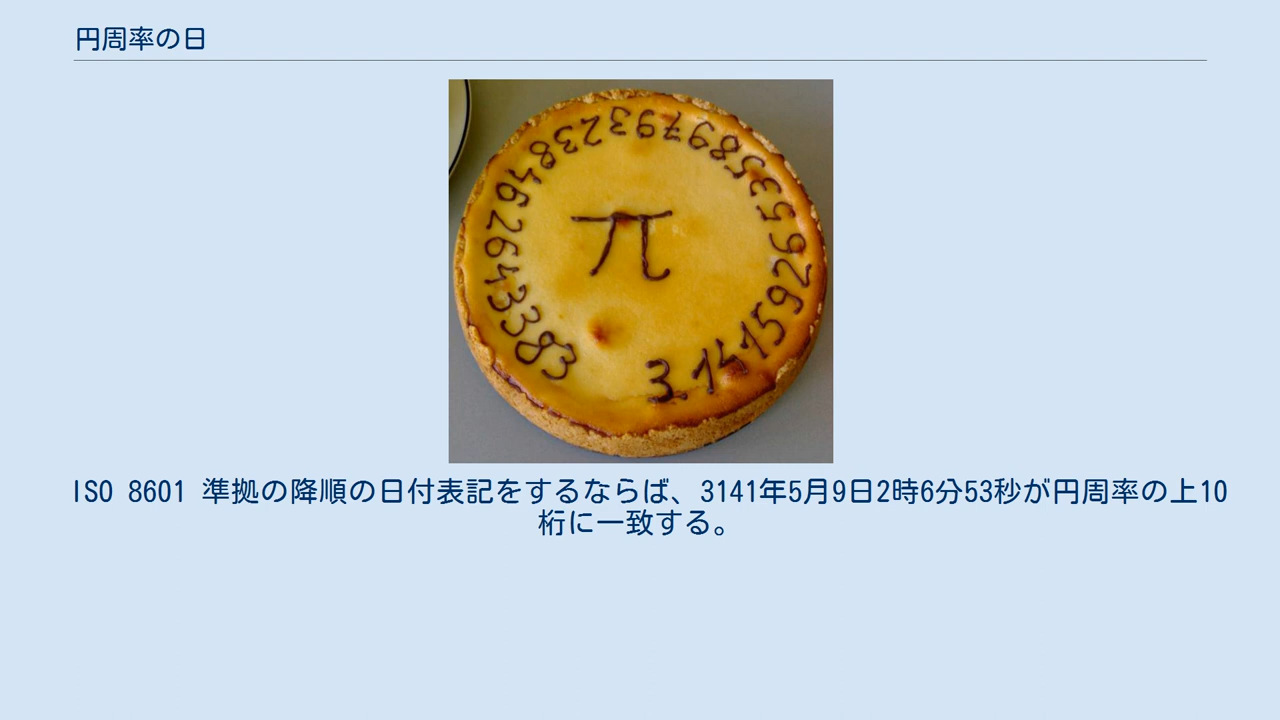 円周率の日
π
3.141592653589793238462643383
ISO 8601 準拠の降順の日付表記をするならば、3141年5月9日2時6分53秒が円周率の上10
桁に一致する。